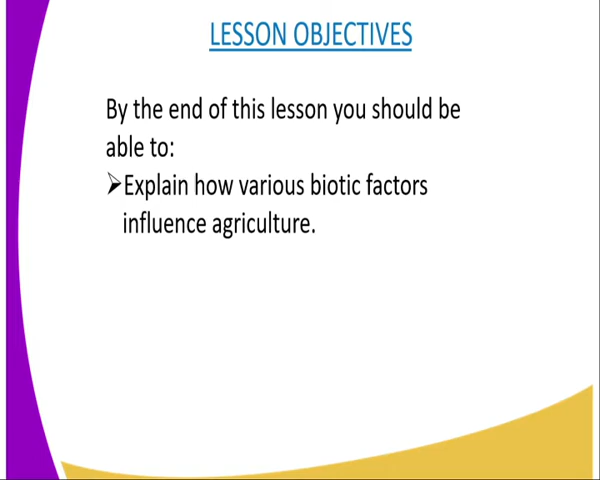 LESSON OBJECTIVES
By the end of this lesson you should be
able to:
➢Explain how various biotic factors
influence agriculture.